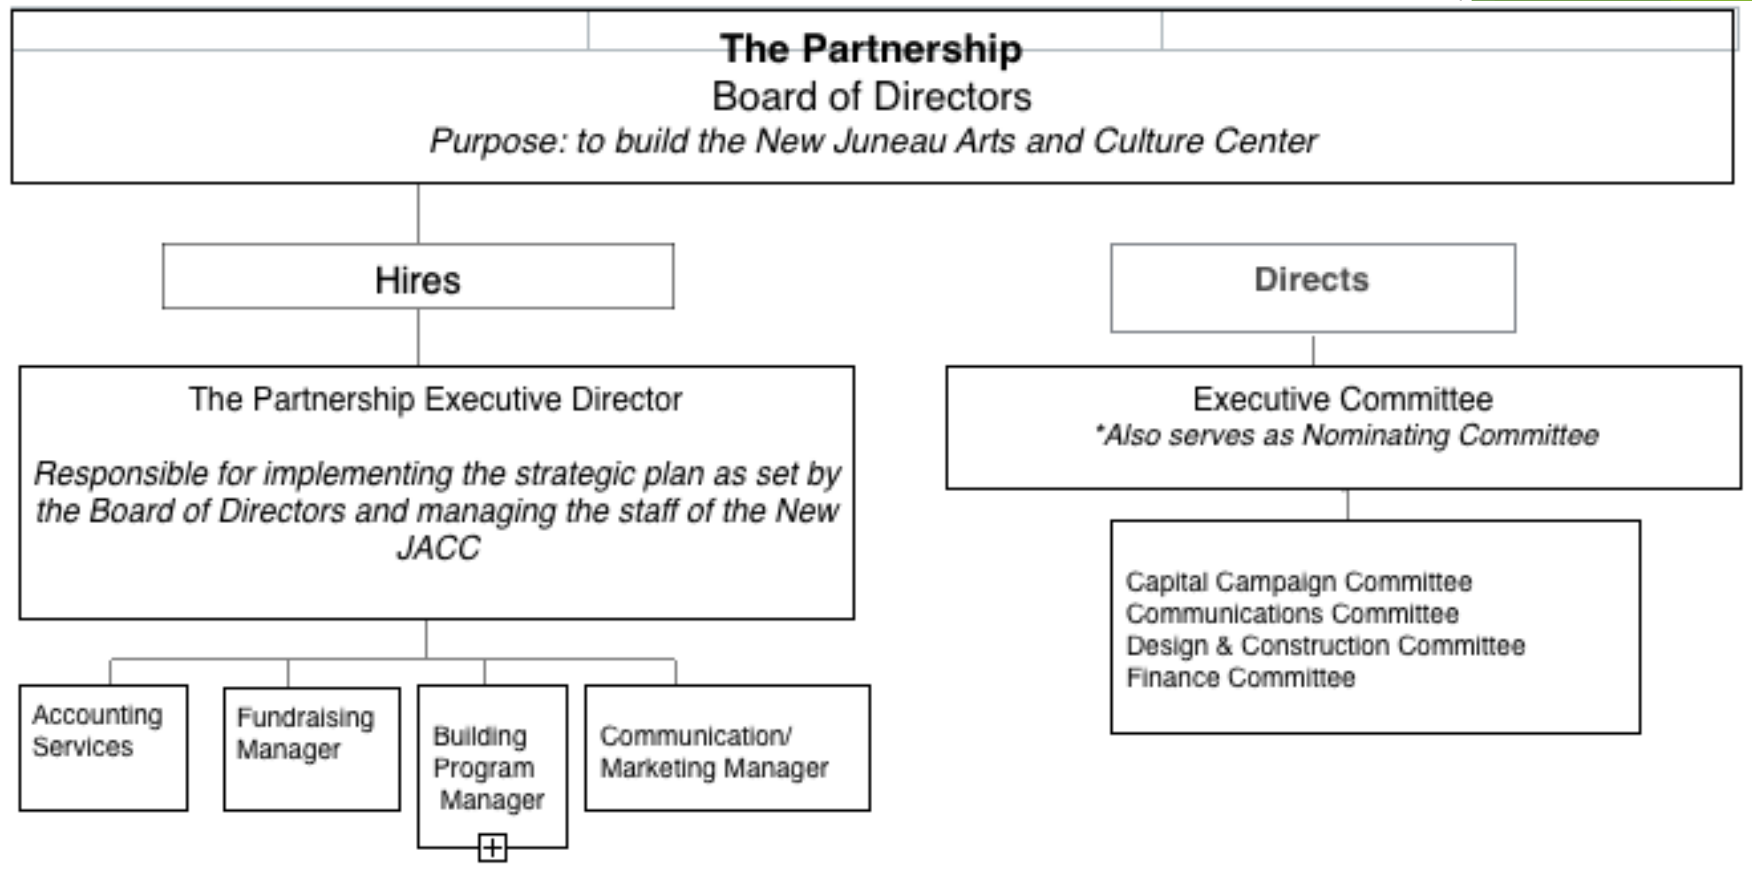 The Partnership
Board of Directors
Purpose: to build the New Juneau Arts and Culture Center
Hires
Directs
The Partnership Executive Director
Responsible for implementing the strategic plan as set by
the Board of Directors and managing the staff of the New
JACC
Executive Committee
*Also serves as Nominating Committee
Capital Campaign Committee
Communications Committee
Design & Construction Committee
Finance Committee
Accounting
Services
Fundraising
Manager
Building
Program
Manager
Communication/
Marketing Manager